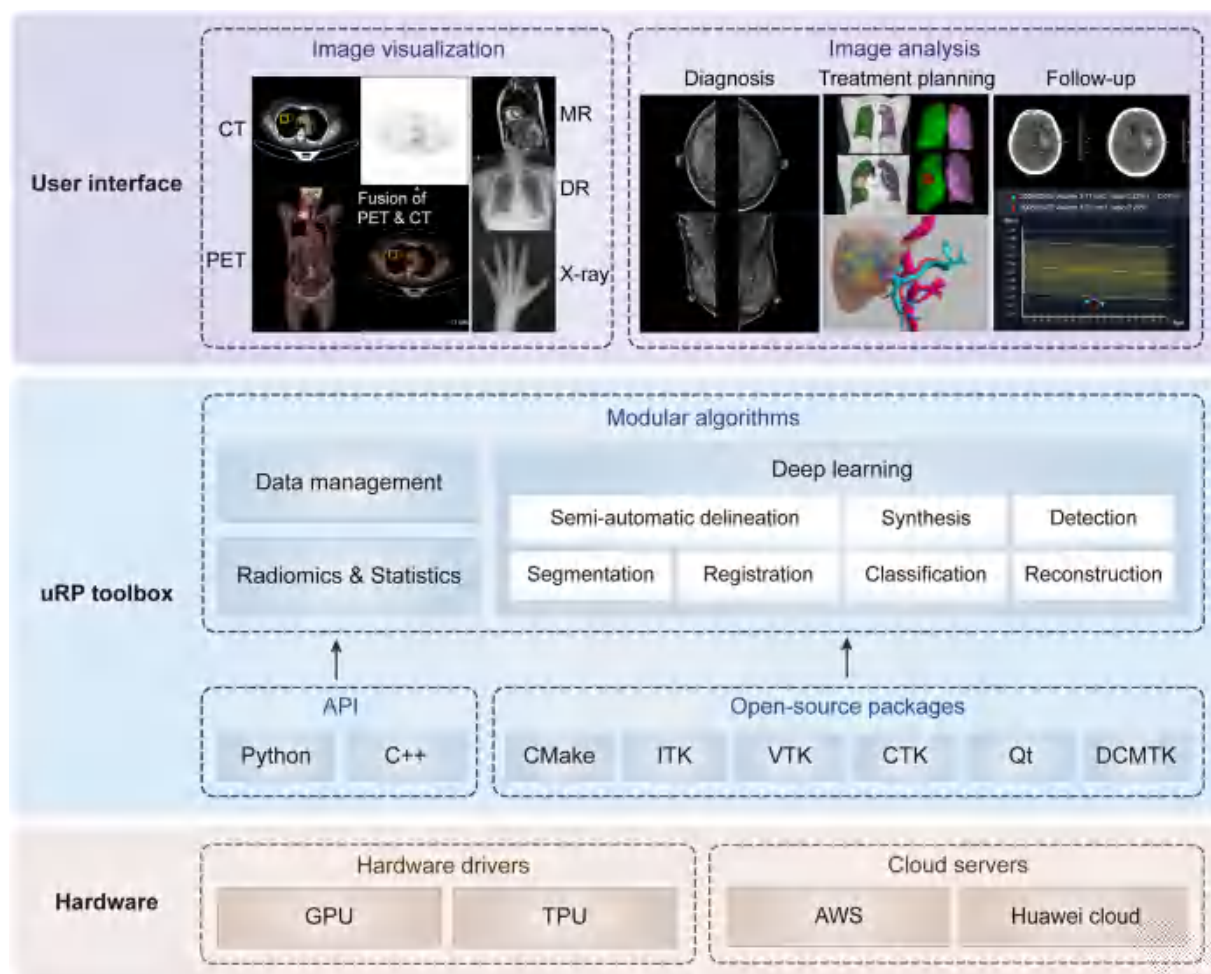 Image visualization
Image analysis
Diagnosis
Treatment planning
Follow-up
CT
MR
User interface
DR
Fusion of
PET & CT
PET
X-ray
Modular algorithms
Data management
Deep learning
Semi-automatic delineation
Synthesis
Detection
Radiomics & Statistics
Segmentation
Registration
Classification
Reconstruction
uRP toolbox
API
Open-source packages
Python
C++
CMake
ITK
VTK
CTK
Qt
DCMTK
Hardware drivers
Cloud servers
Hardware
GPU
TPU
AWS
Huawei cloud